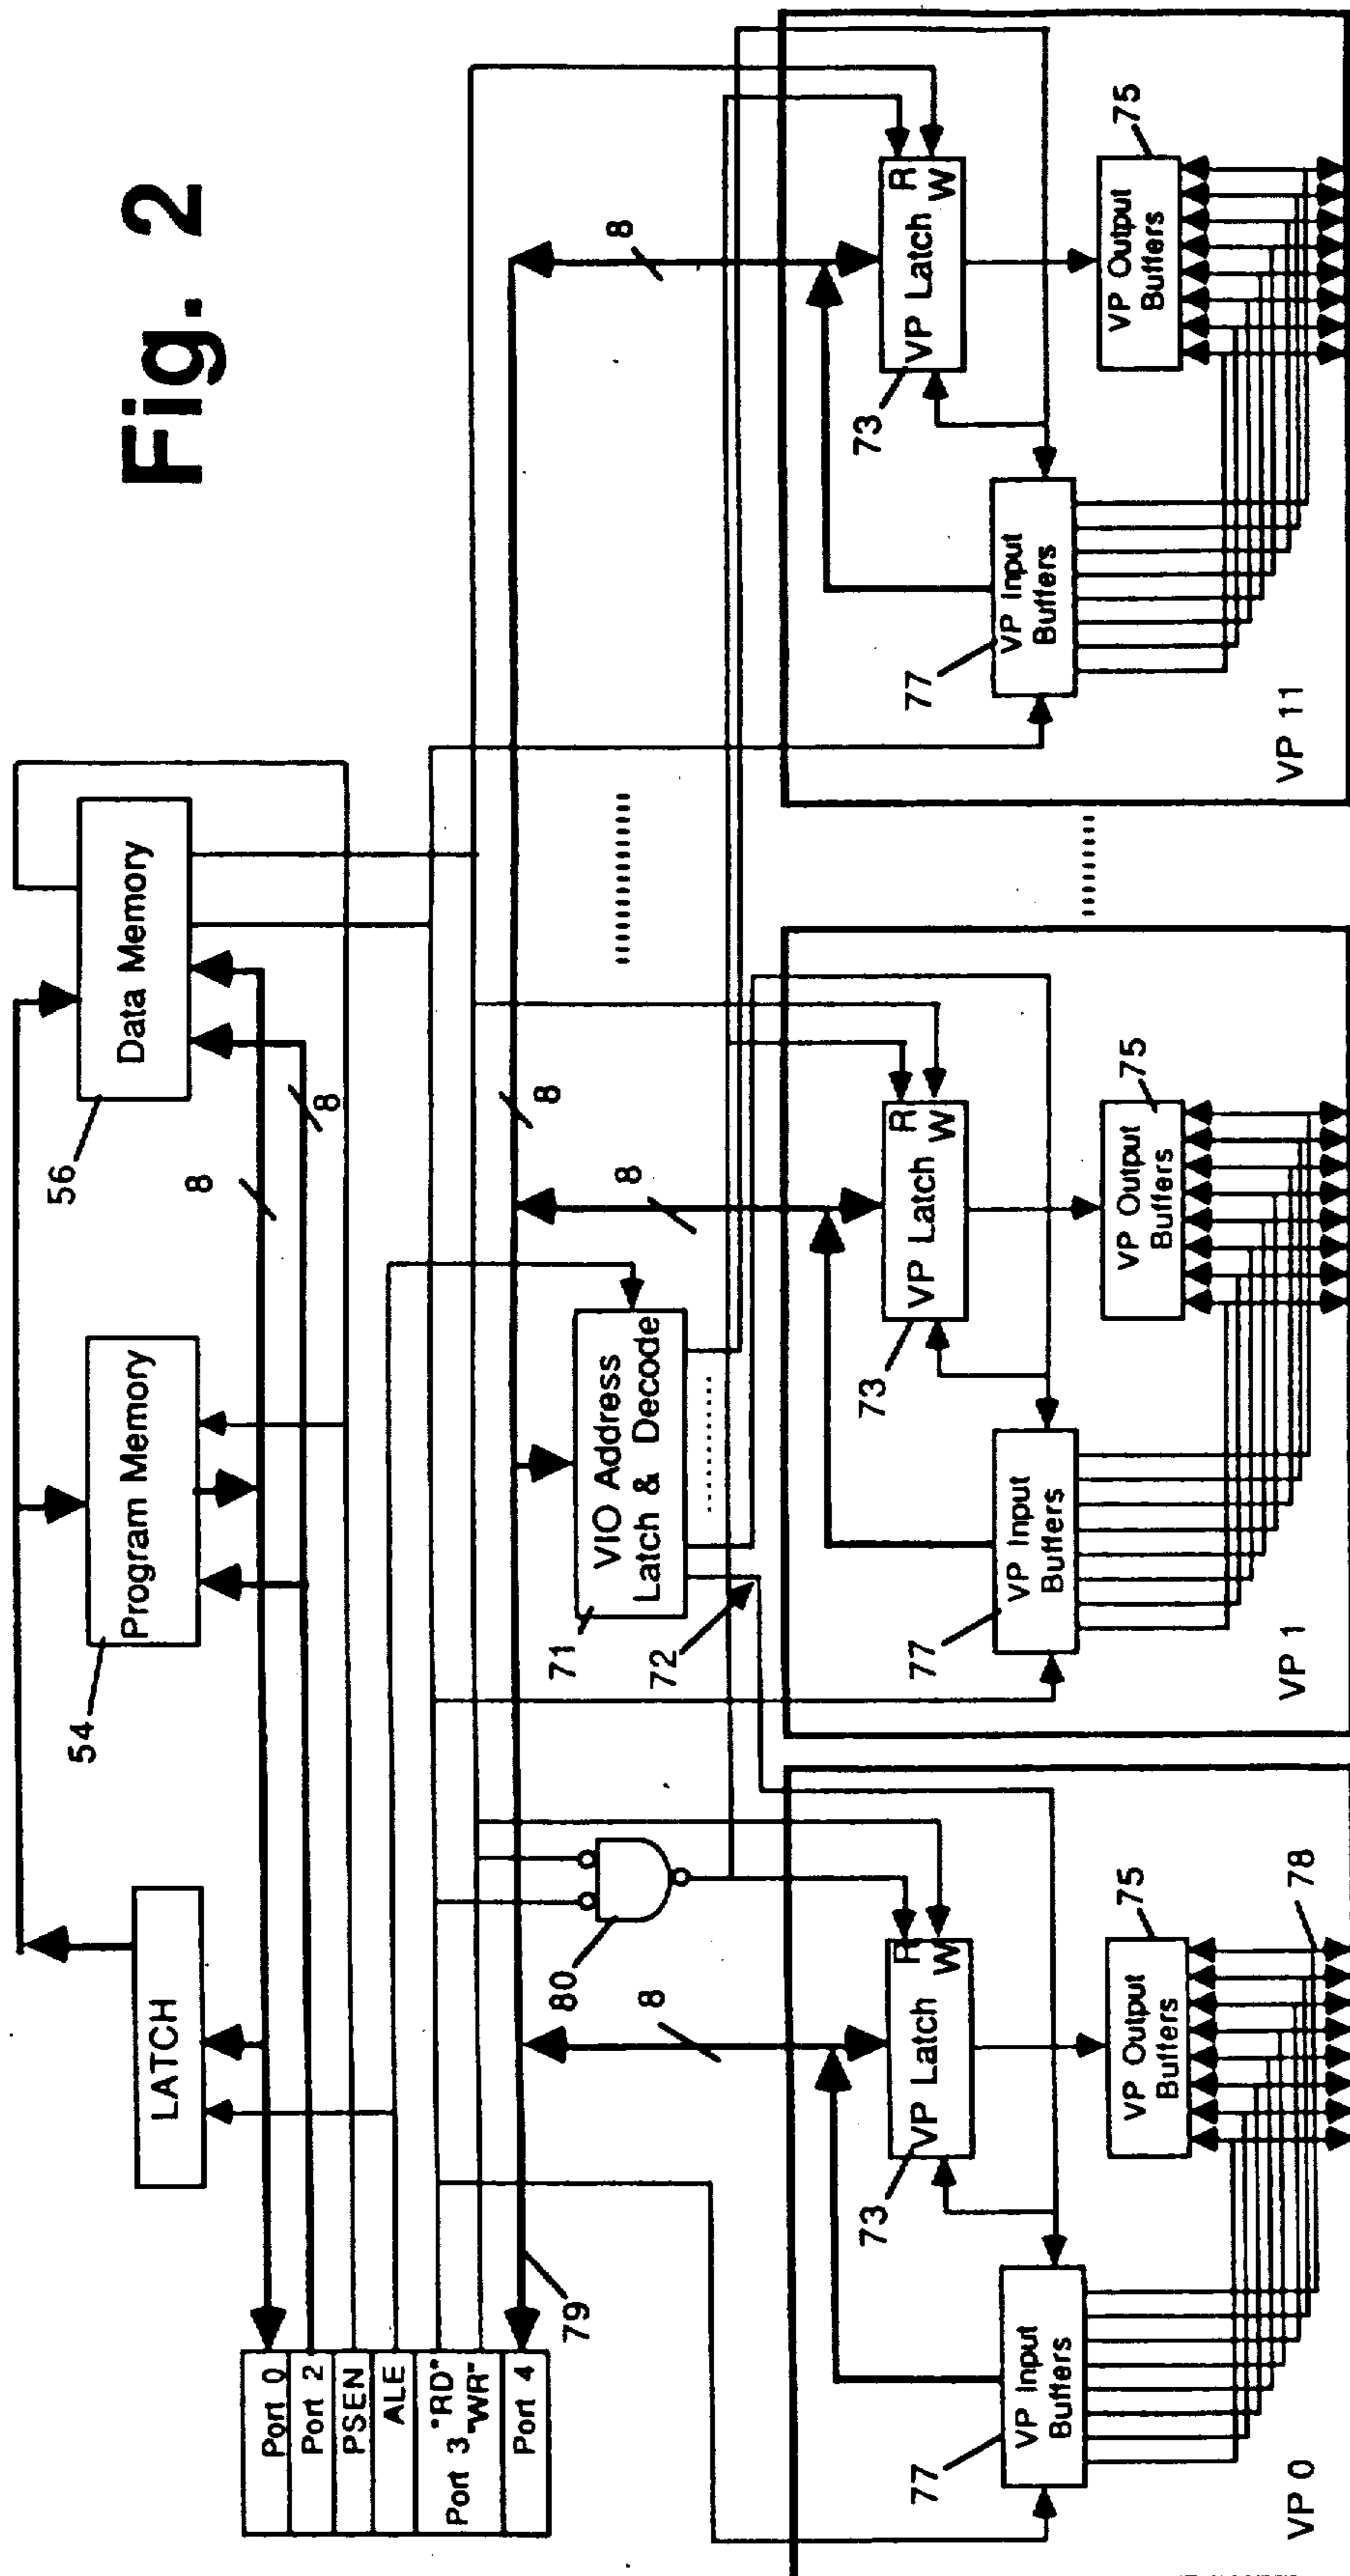 Fig. 2
LATCH
Program Memory
54
Data Memory
56
8
8
Port 0
Port 2
PSEN
ALE
Port 3 "RD"
"WR"
Port 4
79
80
8
71
VIO Address
Latch & Decode
72
8
8
8
VP Latch
R
W
73
VP Output
Buffers
75
VP Input
Buffers
77
78
VP 0
VP Latch
R
W
73
VP Output
Buffers
75
VP Input
Buffers
77
VP 1
VP Latch
R
W
73
VP Output
Buffers
75
VP Input
Buffers
77
VP 11